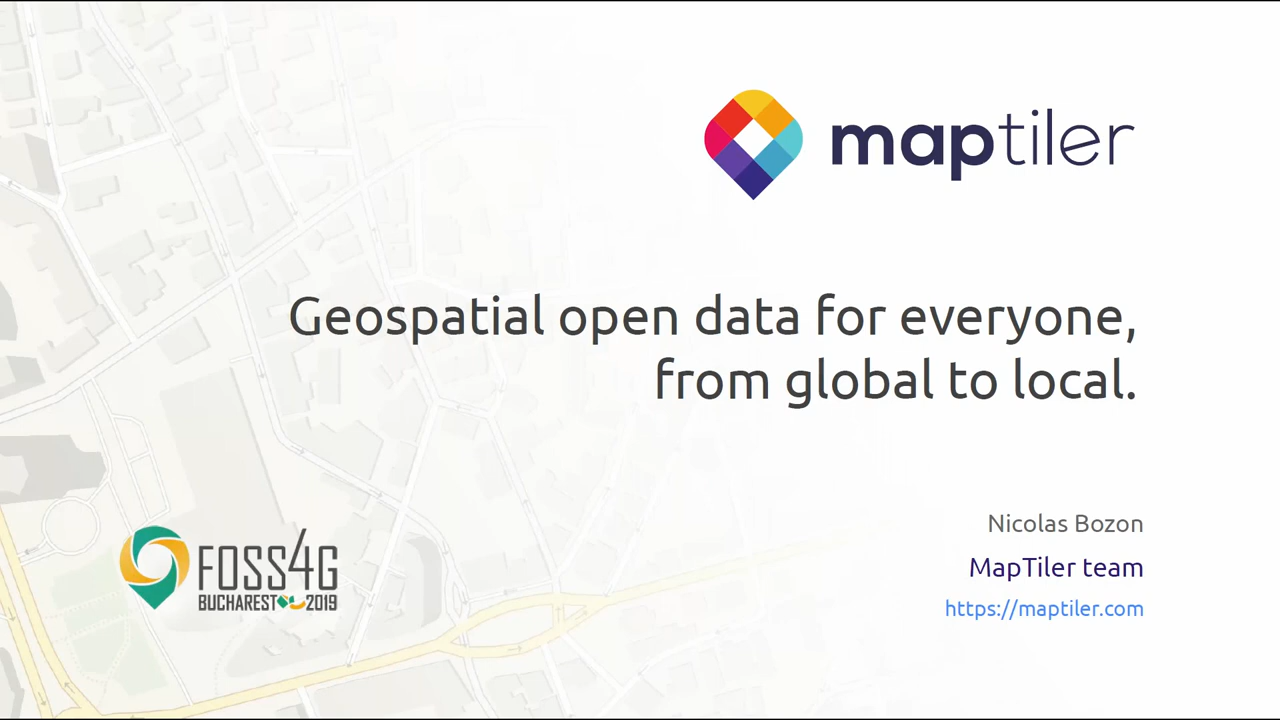 maptiler
Geospatial open data for everyone,
from global to local.
Nicolas Bozon
MapTiler team
https://maptiler.com
FOSS4G
BUCHAREST 2019